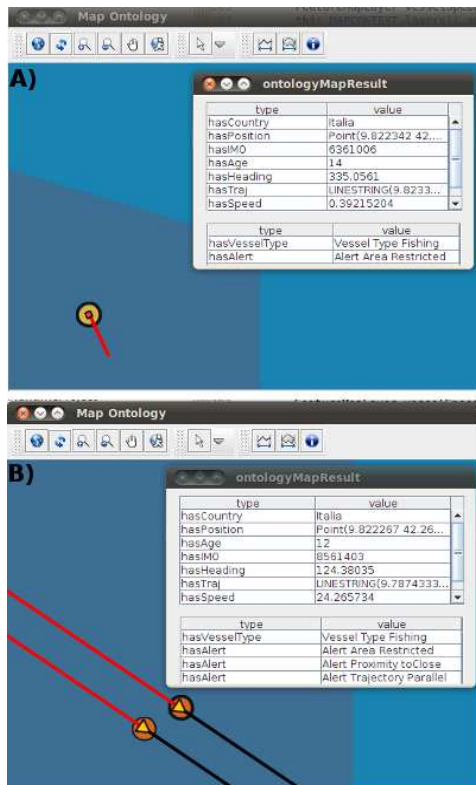 Map Ontology
A)
ontologyMapResult
type value
hasCountry Italia
hasPosition Point(9.822342 42....
hasIMO 6361006
hasAge 14
hasHeading 335.0561
hasTraj LINESTRING(9.8233...
hasSpeed 0.39215204
type value
hasVesselType Vessel Type Fishing
hasAlert Alert Area Restricted
Map Ontology
B)
ontologyMapResult
type value
hasCountry Italia
hasPosition Point(9.822267 42.26...
hasAge 12
hasIMO 8561403
hasHeading 124.38035
hasTraj LINESTRING(9.7874333...
hasSpeed 24.265734
type value
hasVesselType Vessel Type Fishing
hasAlert Alert Area Restricted
hasAlert Alert Proximity toClose
hasAlert Alert Trajectory Parallel